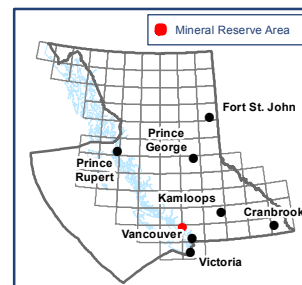 Mineral Reserve Area
Fort St. John
Prince
George
Prince
Rupert
Kamloops
Cranbrook
Vancouver
Victoria